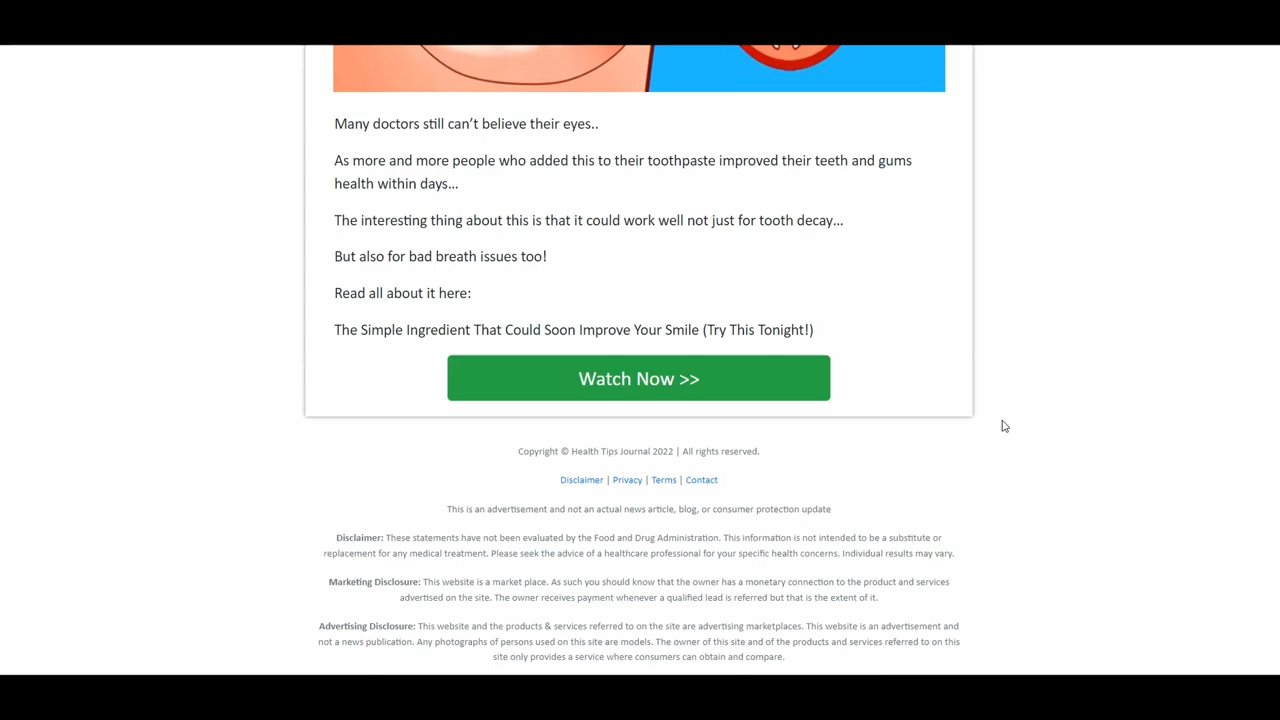 Many doctors still can’t believe their eyes..
As more and more people who added this to their toothpaste improved their teeth and gums
health within days...
The interesting thing about this is that it could work well not just for tooth decay...
But also for bad breath issues too!
Read all about it here:
The Simple Ingredient That Could Soon Improve Your Smile (Try This Tonight!)
Watch Now >>
Copyright © Health Tips Journal 2022 | All rights reserved.
Disclaimer | Privacy | Terms | Contact
This is an advertisement and not an actual news article, blog, or consumer protection update
Disclaimer: These statements have not been evaluated by the Food and Drug Administration. This information is not intended to be a substitute or
replacement for any medical treatment. Please seek the advice of a healthcare professional for your specific health concerns. Individual results may vary.
Marketing Disclosure: This website is a market place. As such you should know that the owner has a monetary connection to the product and services
advertised on the site. The owner receives payment whenever a qualified lead is referred but that is the extent of it.
Advertising Disclosure: This website and the products & services referred to on the site are advertising marketplaces. This website is an advertisement and
not a news publication. Any photographs of persons used on this site are models. The owner of this site and of the products and services referred to on this
site only provides a service where consumers can obtain and compare.